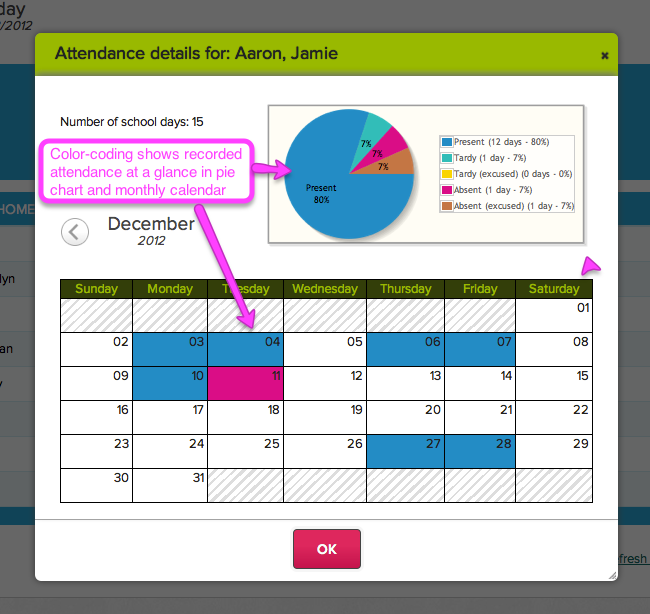 day
/2012
Attendance details for: Aaron, Jamie
×
Number of school days: 15
Color-coding shows recorded
attendance at a glance in pie
chart and monthly calendar
7%
7%
7%
Present
80%
Present (12 days - 80%)
Tardy (1 day - 7%)
Tardy (excused) (0 days - 0%)
Absent (1 day - 7%)
Absent (excused) (1 day - 7%)
HOME
December
2012
lyn
an
y
Sunday Monday Tuesday Wednesday Thursday Friday Saturday
01
02 03 04 05 06 07 08
09 10 11 12 13 14 15
16 17 18 19 20 21 22
23 24 25 26 27 28 29
30 31
OK
fresh